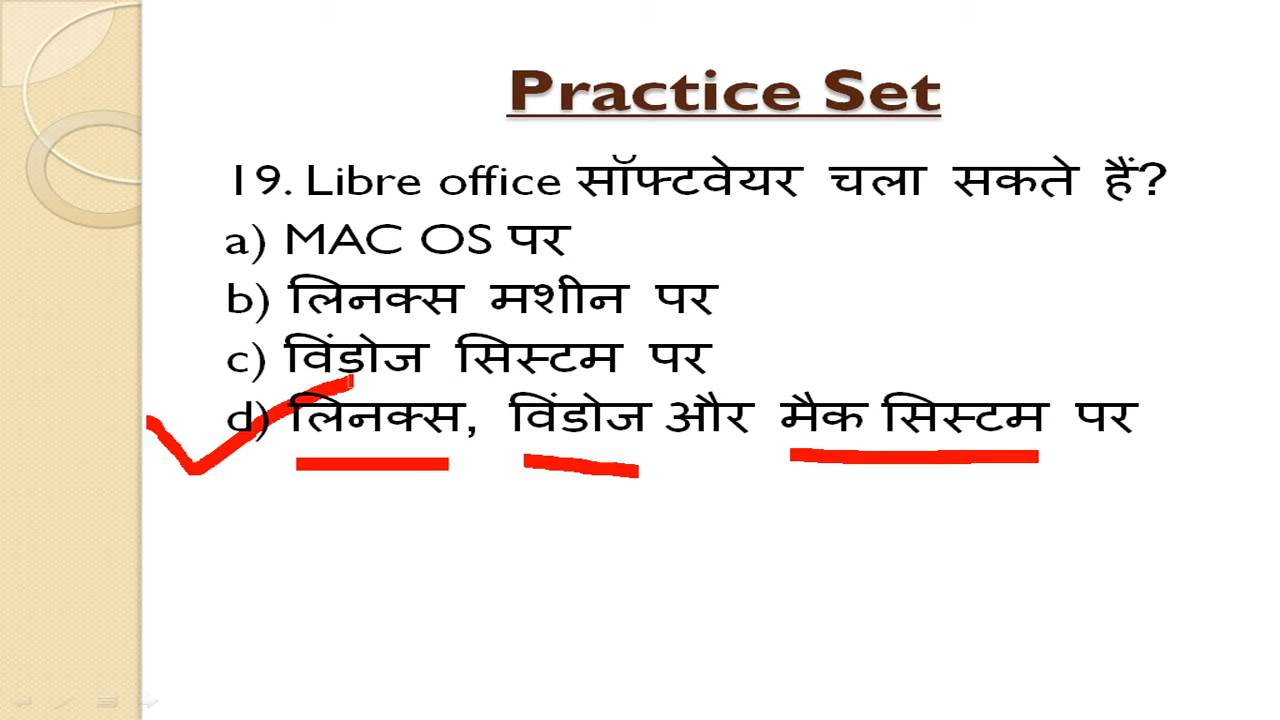 Practice Set
19. Libre office सॉफ्टवेयर चला सकते हैं?
a) MAC OS पर
b) लिनक्स मशीन पर
c) विंडोज सिस्टम पर
d) लिनक्स, विंडोज और मैक सिस्टम पर